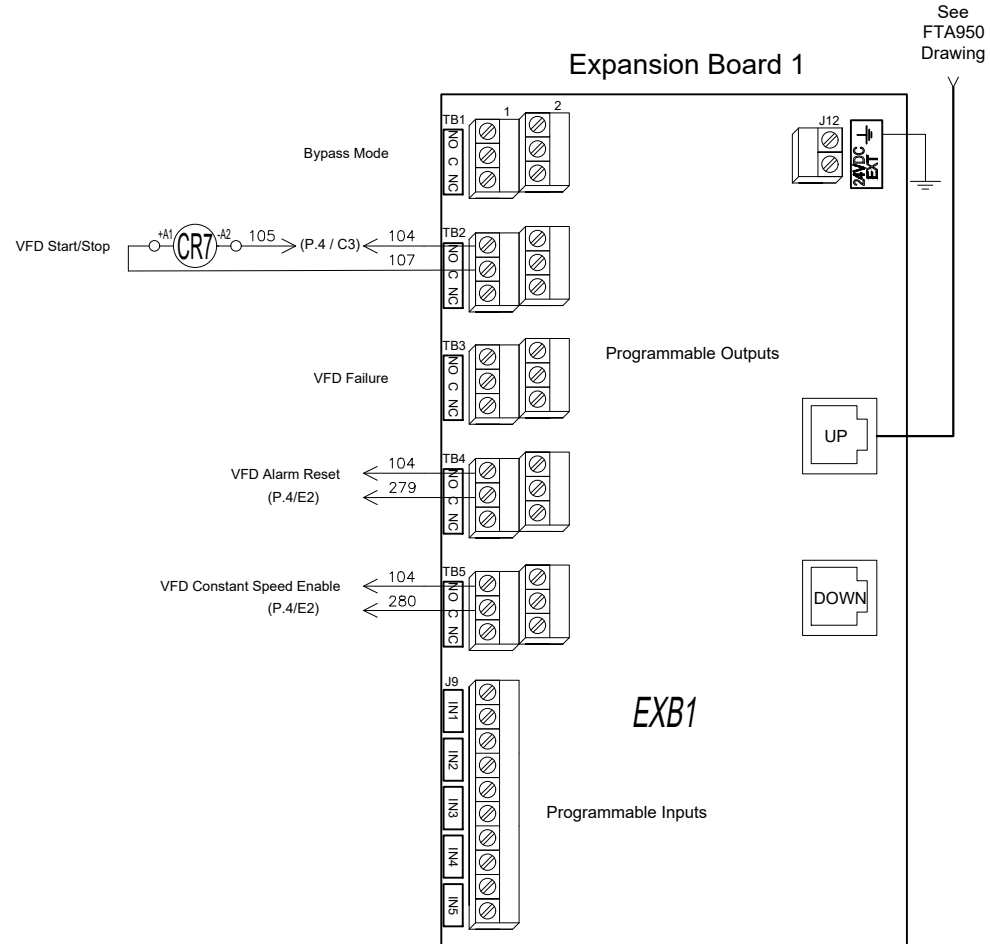 See
FTA950
Drawing
Expansion Board 1
TB1
1
2
NO C NC
Bypass Mode
J12
24VDC
EXT
TB2
NO C NC
VFD Start/Stop
+A1
CR7
-A2
105
(P.4 / C3)
104
107
TB3
NO C NC
VFD Failure
Programmable Outputs
UP
TB4
NO C NC
VFD Alarm Reset
(P.4/E2)
104
279
TB5
NO C NC
VFD Constant Speed Enable
(P.4/E2)
104
280
DOWN
J9
IN1
IN2
IN3
IN4
IN5
EXB1
Programmable Inputs